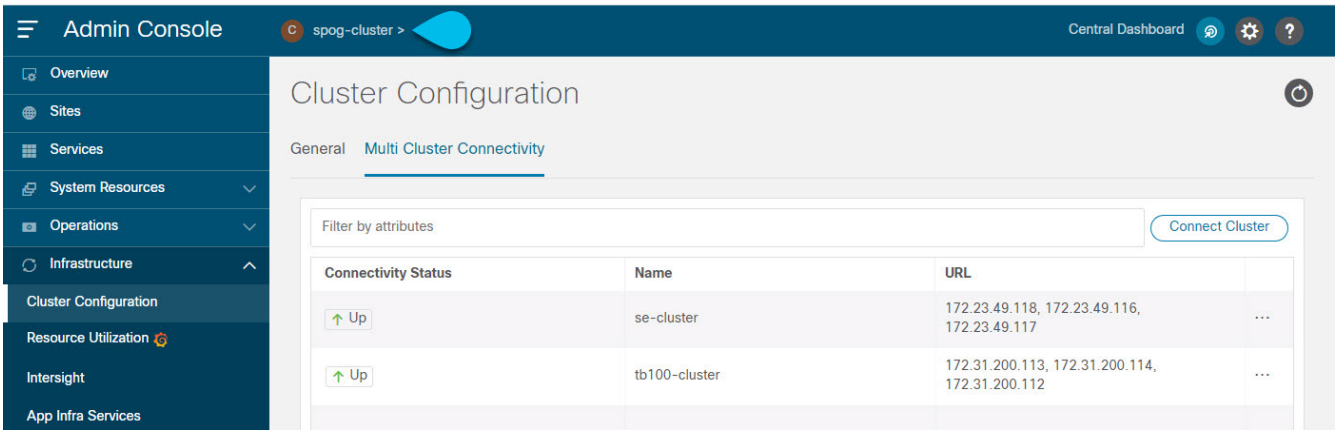 Admin Console
C spog-cluster >
Central Dashboard
?
Overview
Sites
Services
System Resources
Operations
Infrastructure
Cluster Configuration
Resource Utilization
Intersight
App Infra Services
Cluster Configuration
General Multi Cluster Connectivity
Filter by attributes
Connect Cluster
Connectivity Status Name URL
Up se-cluster 172.23.49.118, 172.23.49.116,
172.23.49.117
...
Up tb100-cluster 172.31.200.113, 172.31.200.114,
172.31.200.112
...